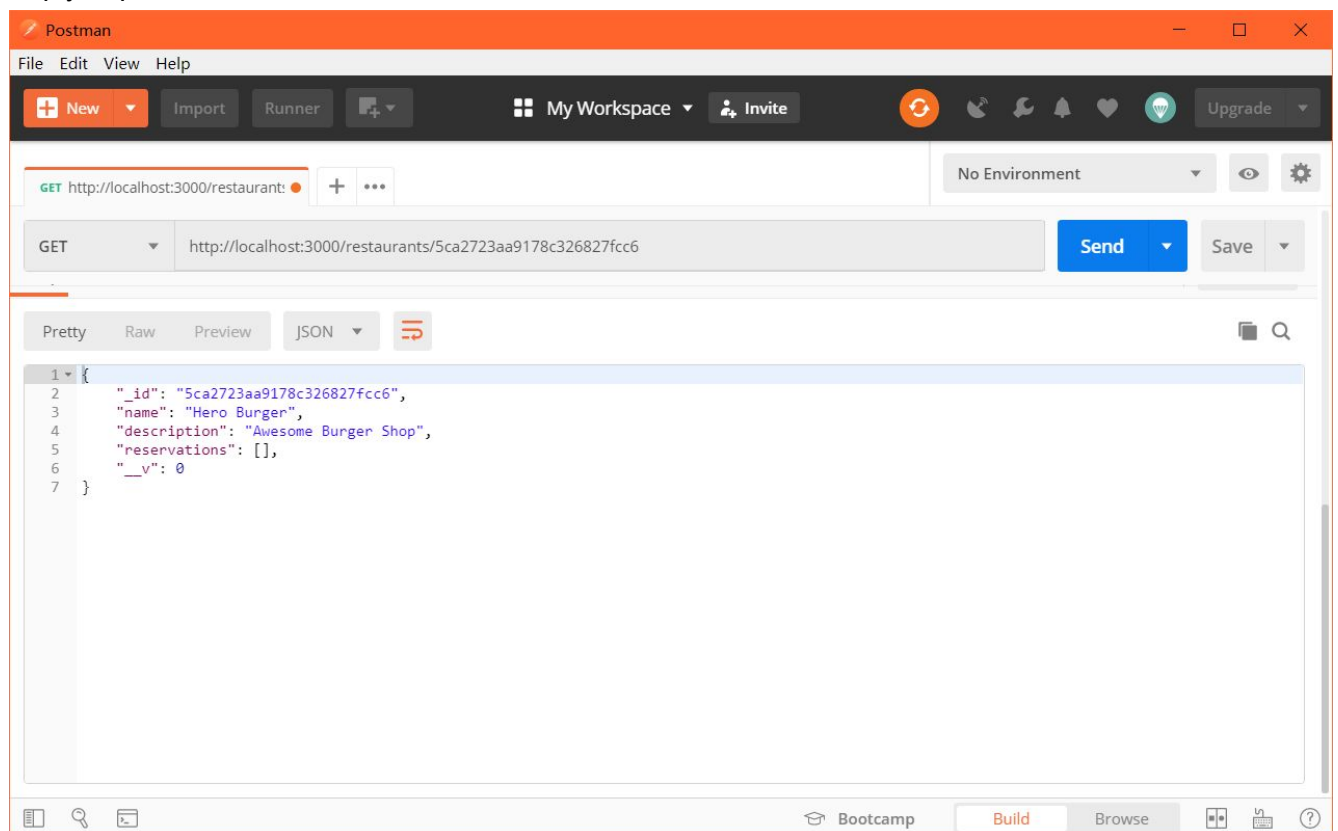 Postman
File Edit View Help
New Import Runner My Workspace Invite Upgrade
GET http://localhost:3000/restaurant: No Environment
GET http://localhost:3000/restaurants/5ca2723aa9178c326827fcc6 Send Save
Pretty Raw Preview JSON
1 {
2 "_id": "5ca2723aa9178c326827fcc6",
3 "name": "Hero Burger",
4 "description": "Awesome Burger Shop",
5 "reservations": [],
6 "__v": 0
7 }
Bootcamp Build Browse